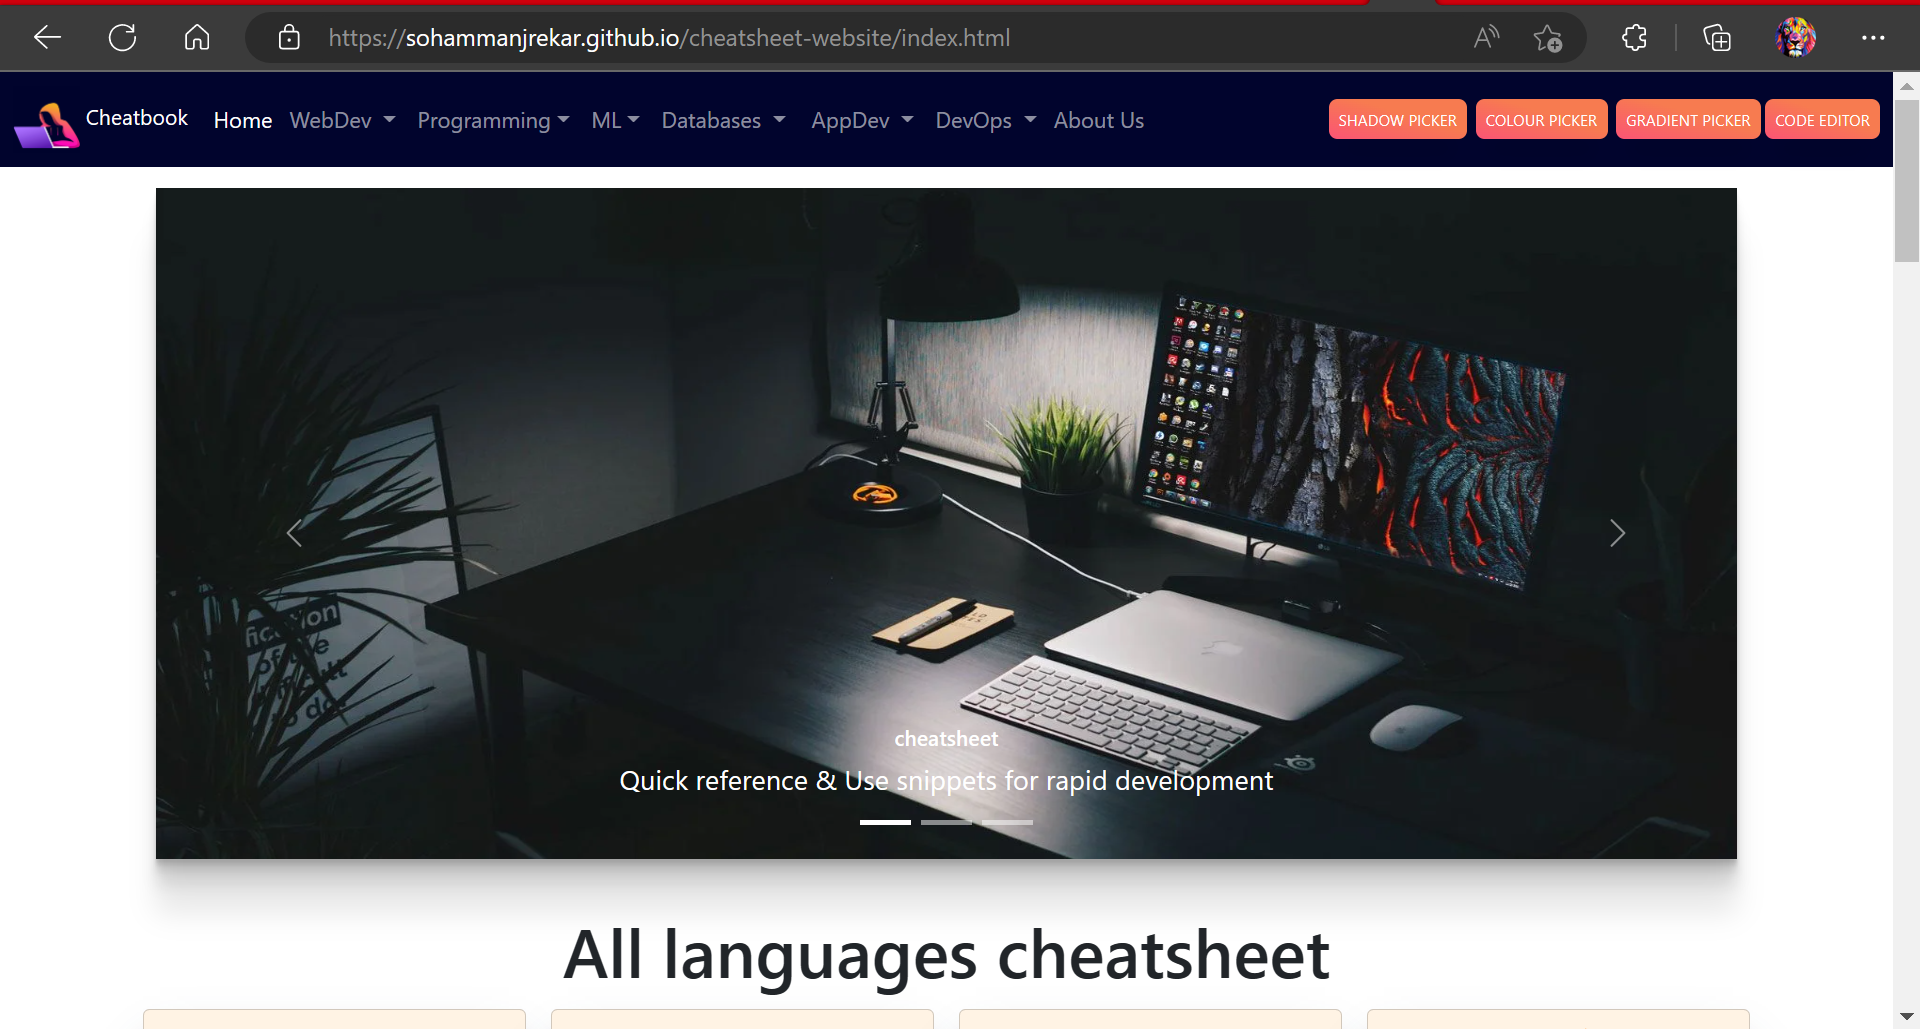 https://sohammanjrekar.github.io/cheatsheet-website/index.html
Cheatbook Home WebDev Programming ML Databases AppDev DevOps About Us SHADOW PICKER COLOUR PICKER GRADIENT PICKER CODE EDITOR
cheatsheet
Quick reference & Use snippets for rapid development
All languages cheatsheet